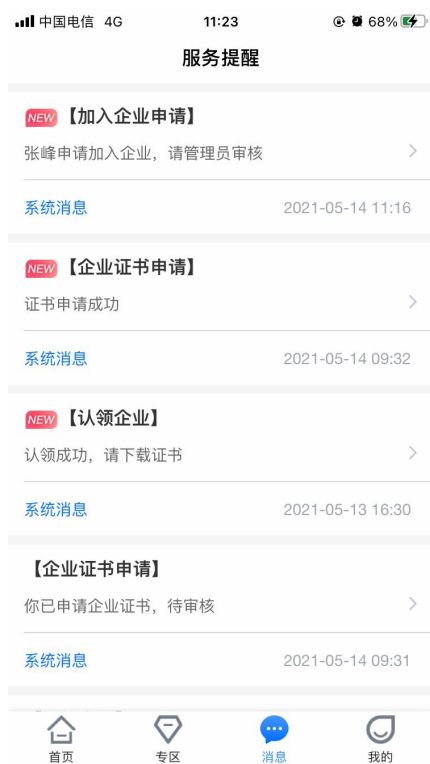 中国电信 4G 11:23 68%
服务提醒
NEW 【加入企业申请】
张峰申请加入企业，请管理员审核
系统消息 2021-05-14 11:16
NEW 【企业证书申请】
证书申请成功
系统消息 2021-05-14 09:32
NEW 【认领企业】
认领成功，请下载证书
系统消息 2021-05-13 16:30
【企业证书申请】
你已申请企业证书，待审核
系统消息 2021-05-14 09:31
首页 专区 消息 我的